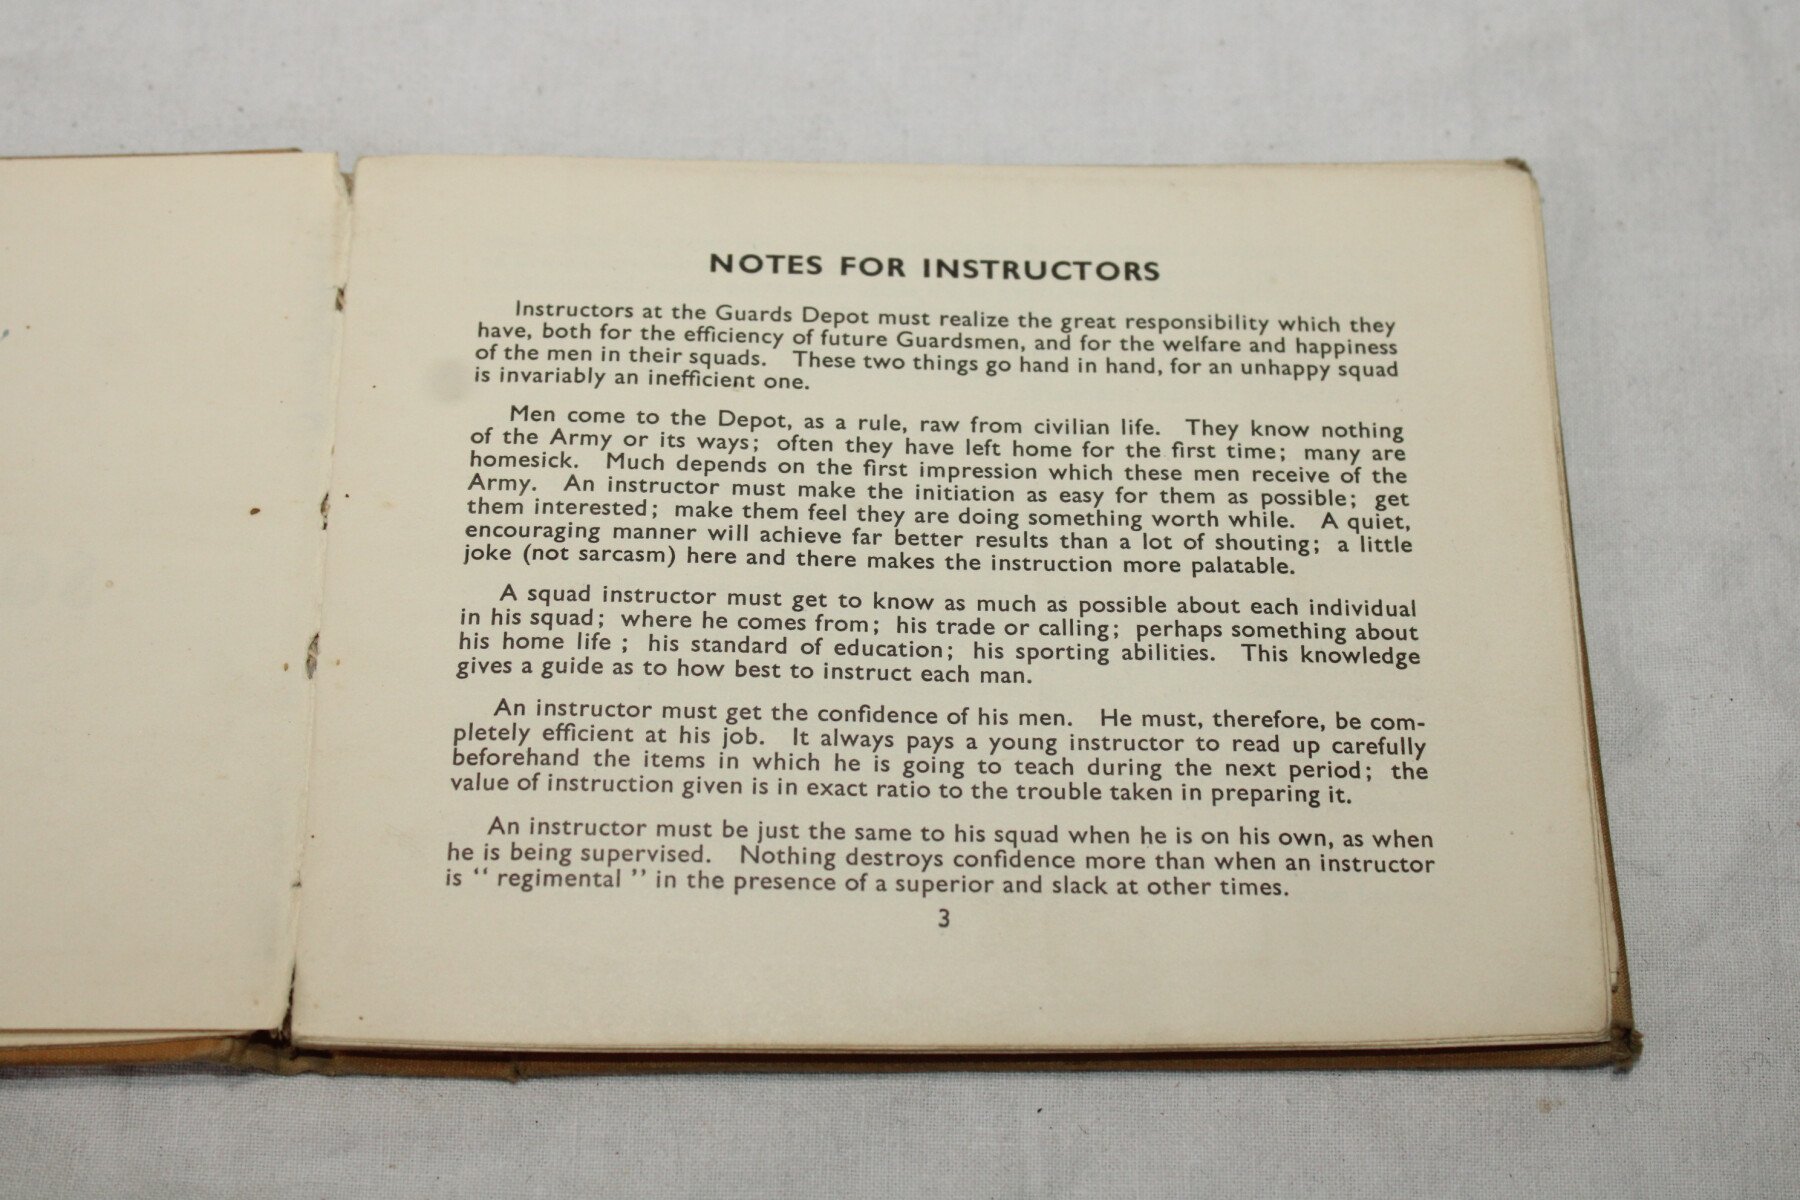 NOTES FOR INSTRUCTORS
Instructors at the Guards Depot must realize the great responsibility which they
have, both for the efficiency of future Guardsmen, and for the welfare and happiness
of the men in their squads. These two things go hand in hand, for an unhappy squad
is invariably an inefficient one.
Men come to the Depot, as a rule, raw from civilian life. They know nothing
of the Army or its ways; often they have left home for the first time; many are
homesick. Much depends on the first impression which these men receive of the
Army. An instructor must make the initiation as easy for them as possible; get
them interested; make them feel they are doing something worth while. A quiet,
encouraging manner will achieve far better results than a lot of shouting; a little
joke (not sarcasm) here and there makes the instruction more palatable.
A squad instructor must get to know as much as possible about each individual
in his squad; where he comes from; his trade or calling; perhaps something about
his home life ; his standard of education; his sporting abilities. This knowledge
gives a guide as to how best to instruct each man.
An instructor must get the confidence of his men. He must, therefore, be com-
pletely efficient at his job. It always pays a young instructor to read up carefully
beforehand the items in which he is going to teach during the next period; the
value of instruction given is in exact ratio to the trouble taken in preparing it.
An instructor must be just the same to his squad when he is on his own, as when
he is being supervised. Nothing destroys confidence more than when an instructor
is " regimental " in the presence of a superior and slack at other times.
3